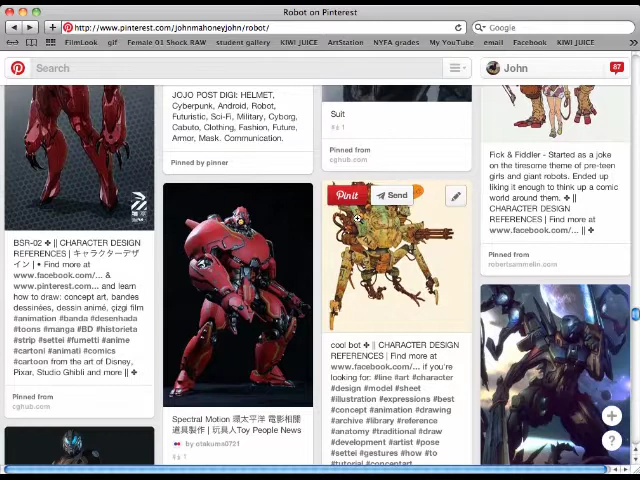 Robot on Pinterest
http://www.pinterest.com/johnmahoneyjohn/robot/
Google
FilmLook gif Female 01 Shock RAW student gallery KIWI JUICE ArtStation NYFA grades My YouTube email Facebook KIWI JUICE
Search
John
87
BSR-02 ✤ || CHARACTER DESIGN
REFERENCES | キャラクターデザ
イン | • Find more at
www.facebook.com/... &
www.pinterest.com... and learn
how to draw: concept art, bandes
dessinées, dessin animé, çizgi film
#animation #banda #desenhada
#toons #manga #BD #historieta
#strip #settei #fumetti #anime
#cartoni #animati #comics
#cartoon from the art of Disney,
Pixar, Studio Ghibli and more || ✤
Pinned from
cghub.com
JOJO POST DIGI: HELMET,
Cyberpunk, Android, Robot,
Futuristic, Sci-Fi, Military, Cyborg,
Cabuto, Clothing, Fashion, Future,
Armor, Mask. Communication.
Pinned by pinner
Spectral Motion 環太平洋 電影相關
道具製作 | 玩具人Toy People News
by otakuma0721
1
Suit
1
Pinned from
cghub.com
Pin it
Send
cool bot ✤ || CHARACTER DESIGN
REFERENCES | Find more at
www.facebook.com/... if you're
looking for: #line #art #character
#design #model #sheet
#illustration #expressions #best
#concept #animation #drawing
#archive #library #reference
#anatomy #traditional #draw
#development #artist #pose
#settei #gestures #how #to
#tutorial #conceptart
Fick & Fiddler - Started as a joke
on the tiresome theme of pre-teen
girls and giant robots. Ended up
liking it enough to think up a comic
world around them. ✤ ||
CHARACTER DESIGN
REFERENCES | Find more at
www.facebook.com/... || ✤
Pinned from
robertsammelin.com
+
?